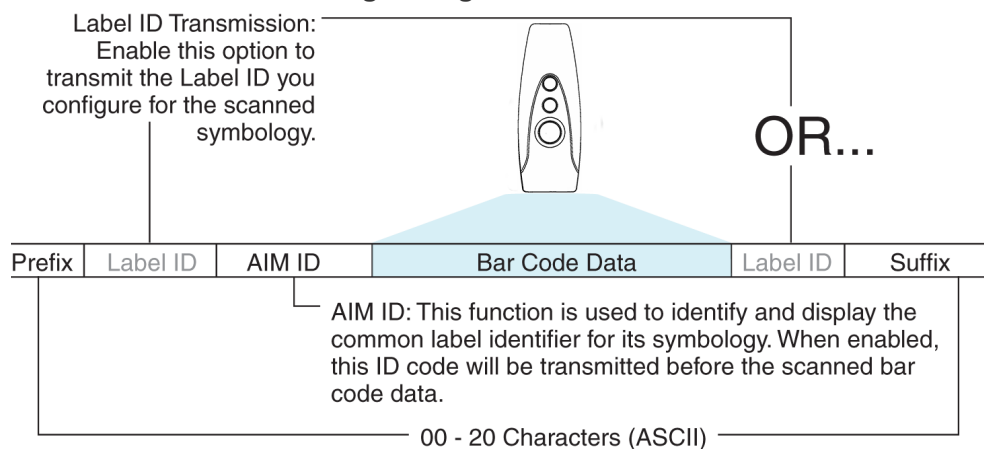 Label ID Transmission:
Enable this option to
transmit the Label ID you
configure for the scanned
symbology.
OR...
Prefix Label ID AIM ID Bar Code Data Label ID Suffix
AIM ID: This function is used to identify and display the
common label identifier for its symbology. When enabled,
this ID code will be transmitted before the scanned bar
code data.
00 - 20 Characters (ASCII)